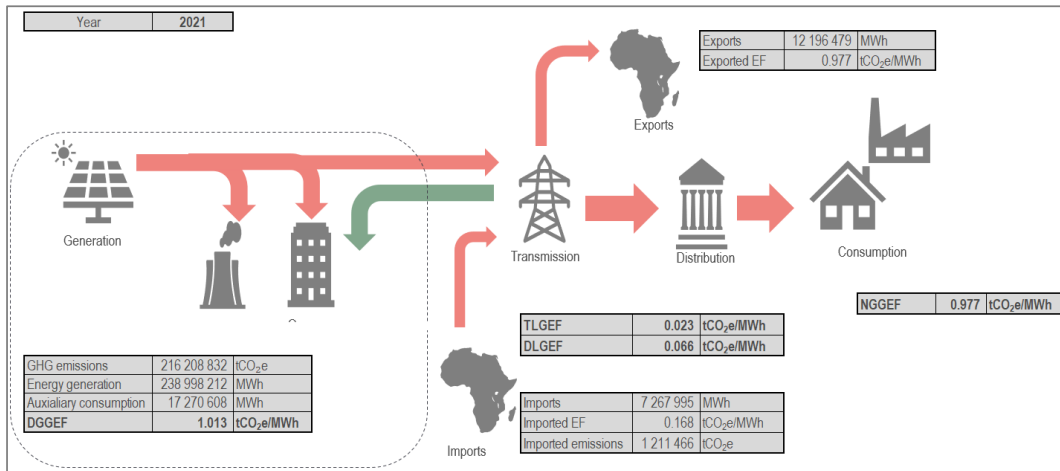 Year 2021
Exports 12 196 479 MWh
Exported EF 0.977 tCO₂e/MWh
Exports
Generation
Transmission
Distribution
Consumption
NGGEF 0.977 tCO₂e/MWh
TLGEF 0.023 tCO₂e/MWh
DLGEF 0.066 tCO₂e/MWh
GHG emissions 216 208 832 tCO₂e
Energy generation 238 998 212 MWh
Auxialiary consumption 17 270 608 MWh
DGGEF 1.013 tCO₂e/MWh
Imports
Imports 7 267 995 MWh
Imported EF 0.168 tCO₂e/MWh
Imported emissions 1 211 466 tCO₂e